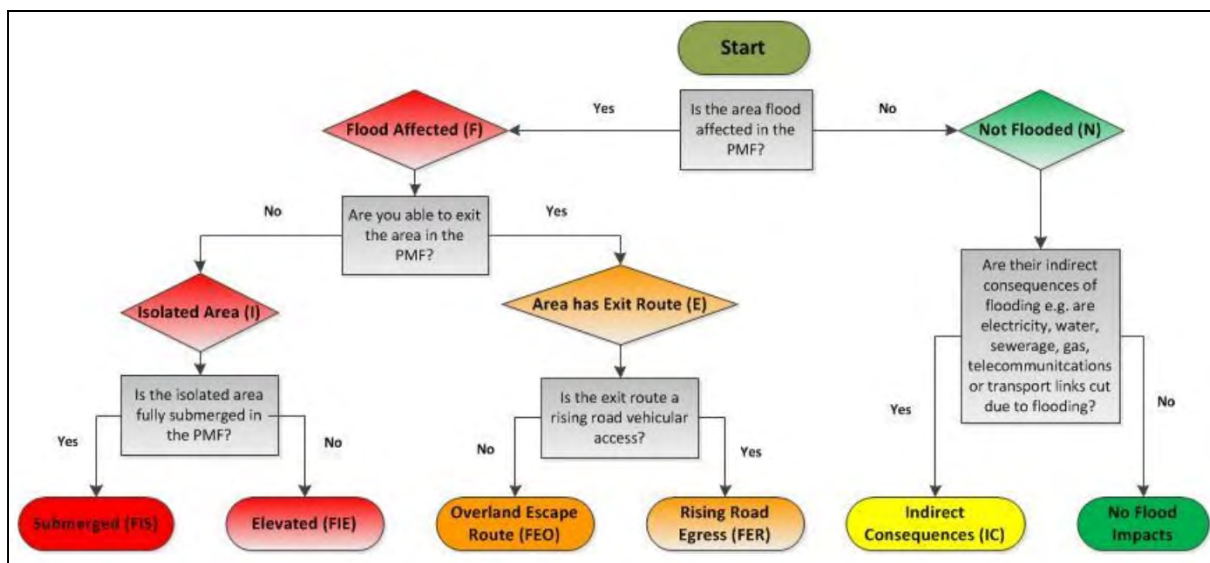 Start
Yes
Is the area flood
affected in the
PMF?
No
Flood Affected (F)
Not Flooded (N)
No
Are you able to exit
the area in the
PMF?
Yes
Isolated Area (I)
Area has Exit Route (E)
Are their indirect
consequences of
flooding e.g. are
electricity, water,
sewerage, gas,
telecommunitcations
or transport links cut
due to flooding?
Is the isolated area
fully submerged in
the PMF?
Is the exit route a
rising road vehicular
access?
Yes
No
No
Yes
Yes
No
Submerged (FIS)
Elevated (FIE)
Overland Escape
Route (FEO)
Rising Road
Egress (FER)
Indirect
Consequences (IC)
No Flood
Impacts